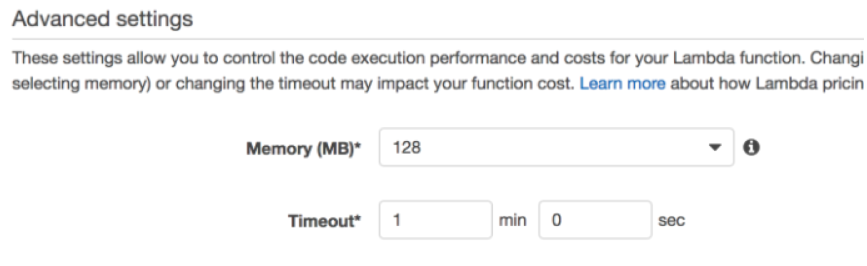 Advanced settings
These settings allow you to control the code execution performance and costs for your Lambda function. Changi
selecting memory) or changing the timeout may impact your function cost. Learn more about how Lambda pricin
Memory (MB)* 128
Timeout* 1 min 0 sec